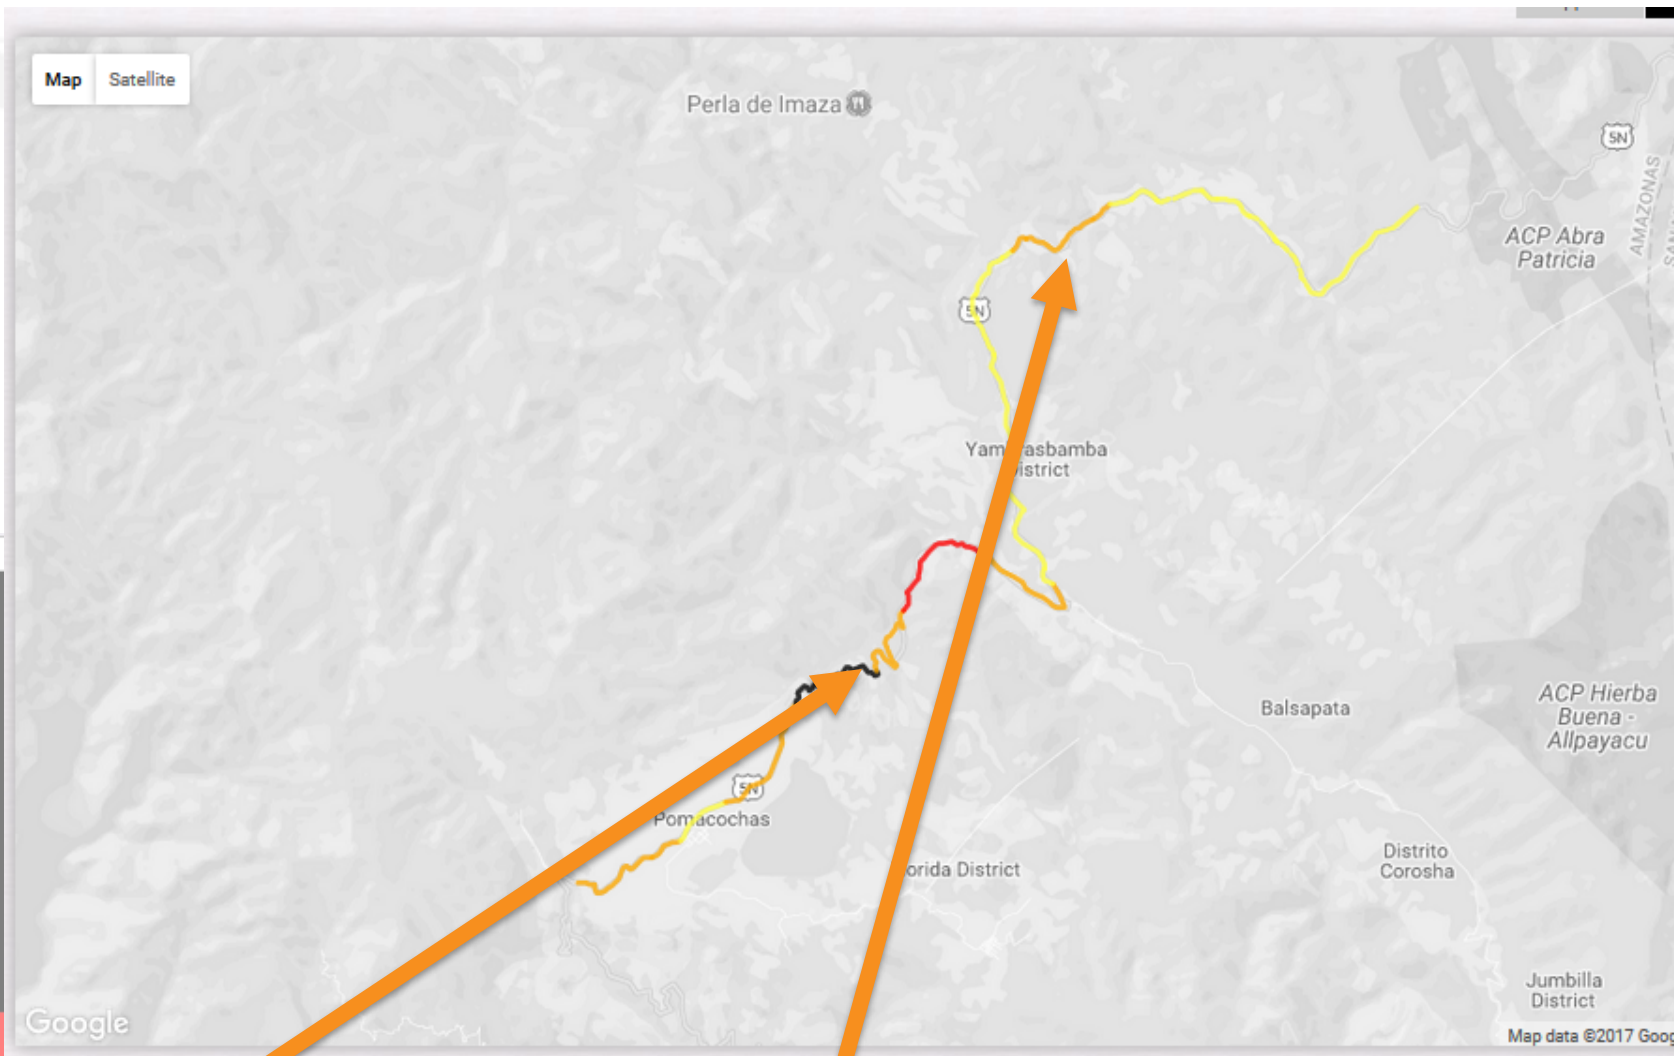 Map Satellite
Perla de Imaza
5N
AMAZONAS
ACP Abra
Patricia
5N
District
ACP Hierba
Buena -
Allpayacu
Balsapata
5N
Pomacochas
Distrito
Corosha
orida District
Jumbilla
District
Google
Map data ©2017 Goog